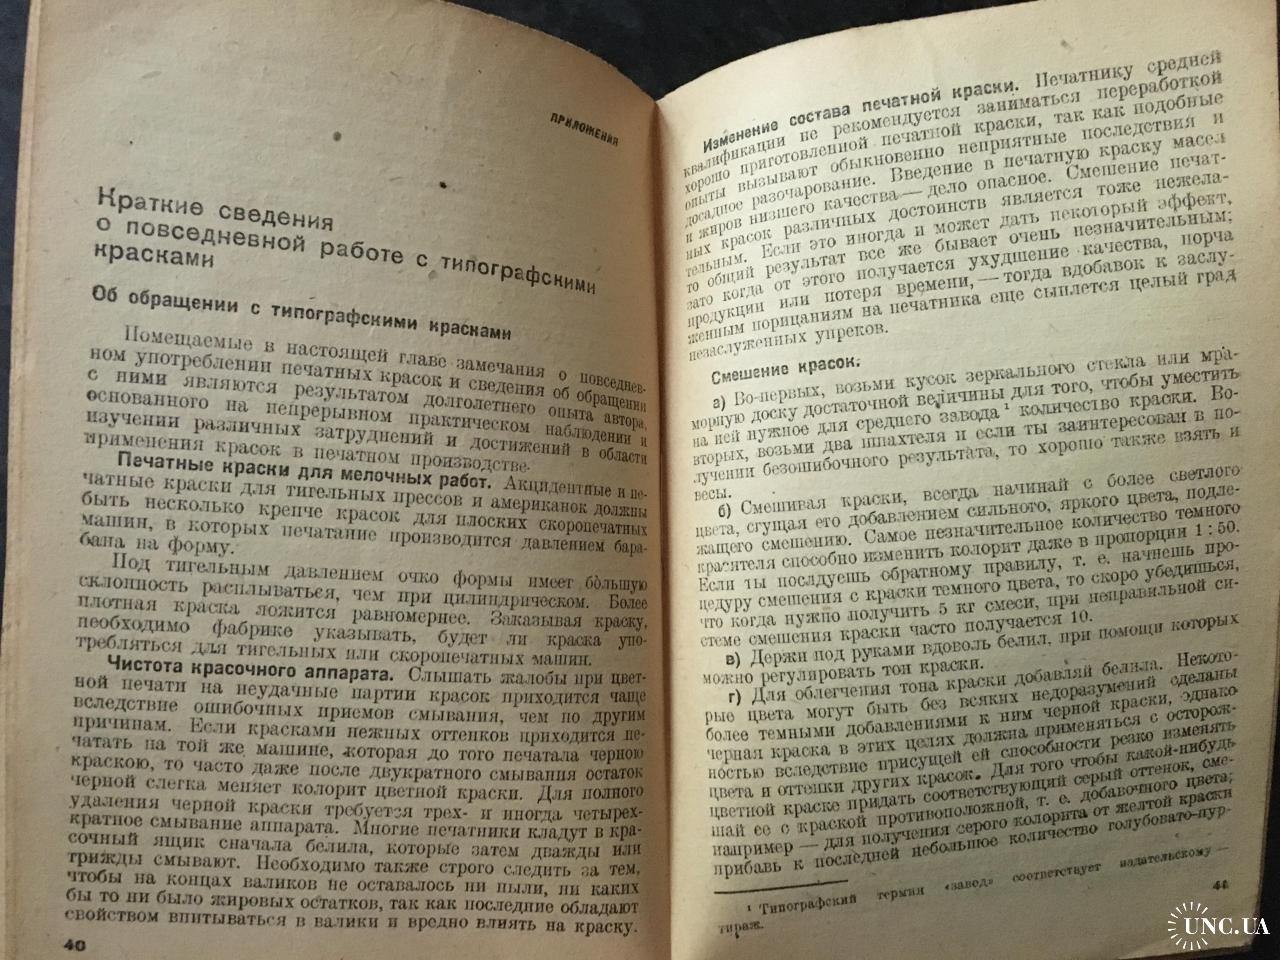 ПРИЛОЖЕНИЯ
Краткие сведения
о повседневной работе с типографскими
красками
Об обращении с типографскими красками
Помещаемые в настоящей главе замечания о повседнев-
ном употреблении печатных красок и сведения об обращении
с ними являются результатом долголетнего опыта автора,
основанного на непрерывном практическом наблюдении и
изучении различных затруднений и достижений в области
применения красок в печатном производстве.
Печатные краски для мелочных работ. Акцидентные и пе-
чатные краски для тигельных прессов и американок должны
быть несколько крепче красок для плоских скоропечатных
машин, в которых печатание производится давлением бара-
бана на форму.
Под тигельным давлением очко формы имеет бо́льшую
склонность расплываться, чем при цилиндрическом. Более
плотная краска ложится равномернее. Заказывая краску,
необходимо фабрике указывать, будет ли краска упо-
требляться для тигельных или скоропечатных машин.
Чистота красочного аппарата. Слышать жалобы при цвет-
ной печати на неудачные партии красок приходится чаще
вследствие ошибочных приемов смывания, чем по другим
причинам. Если красками нежных оттенков приходится пе-
чатать на той же машине, которая до того печатала черною
краскою, то часто даже после двукратного смывания остаток
черной слегка меняет колорит цветной краски. Для полного
удаления черной краски требуется трех- и иногда четырех-
кратное смывание аппарата. Многие печатники кладут в кра-
сочный ящик сначала белила, которые затем дважды или
трижды смывают. Необходимо также строго следить за тем,
чтобы на концах валиков не оставалось ни пыли, ни каких
бы то ни было жировых остатков, так как последние обладают
свойством впитываться в валики и вредно влиять на краску.
40
Изменение состава печатной краски. Печатнику средней
квалификации не рекомендуется заниматься переработкой
хорошо приготовленной печатной краски, так как подобные
опыты вызывают обыкновенно неприятные последствия и
досадное разочарование. Введение в печатную краску масел
и жиров низшего качества — дело опасное. Смешение печат-
ных красок различных достоинств является тоже нежела-
тельным. Если это иногда и может дать некоторый эффект,
то общий результат все же бывает очень незначительным;
зато когда от этого получается ухудшение качества, порча
продукции или потеря времени, — тогда вдобавок к заслу-
женным порицаниям на печатника еще сыплется целый град
незаслуженных упреков.
Смешение красок.
а) Во-первых, возьми кусок зеркального стекла или мра-
морную доску достаточной величины для того, чтобы уместить
на ней нужное для среднего завода ¹ количество краски. Во-
вторых, возьми два шпахтеля и если ты заинтересован в по-
лучении безошибочного результата, то хорошо также взять и
весы.
б) Смешивая краски, всегда начинай с более светлого
цвета, сгущая его добавлением сильного, яркого цвета, подле-
жащего смешению. Самое незначительное количество темного
красителя способно изменить колорит даже в пропорции 1 : 50.
Если ты послдуешь обратному правилу, т. е. начнешь про-
цедуру смешения с краски темного цвета, то скоро убедишься,
что когда нужно получить 5 кг смеси, при неправильной си-
стеме смешения краски часто получается 10.
в) Держи под руками вдоволь белил, при помощи которых
можно регулировать тон краски.
г) Для облегчения тона краски добавляй белила. Некото-
рые цвета могут быть без всяких недоразумений сделаны
более темными добавлениями к ним черной краски, однако
черная краска в этих целях должна применяться с осторож-
ностью вследствие присущей ей способности резко изменять
цвета и оттенки других красок. Для того чтобы какой-нибудь
цветной краске придать соответствующий серый оттенок, сме-
шай ее с краской противоположной, т. е. добавочного цвета;
например — для получения серого колорита от желтой краски
прибавь к последней небольшое количество голубовато-пур-
¹ Типографский термин «завод» соответствует издательскому —
тираж.
41
UNC.UA